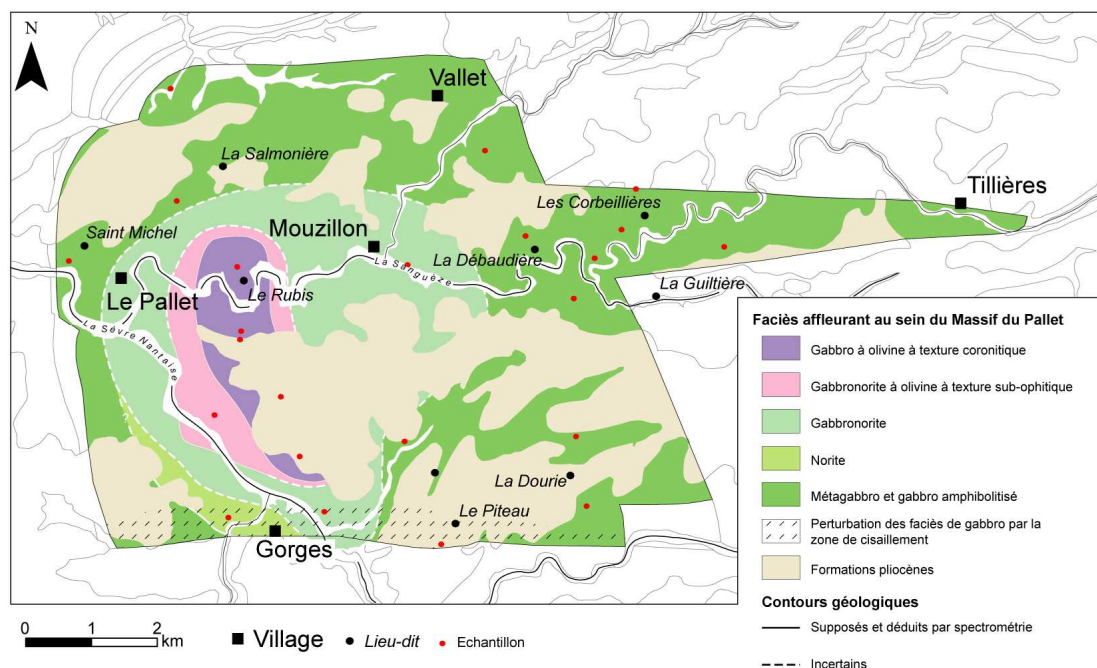 N
Vallet
La Salmonière
Tillières
Les Corbeillières
Saint Michel
Mouzillon
La Débaudière
La Sanguèze
Le Pallet
Le Rubis
La Guiltière
La Sèvre Nantaise
La Dourie
Le Piteau
Gorges
Faciès affleurant au sein du Massif du Pallet
Gabbro à olivine à texture coronitique
Gabbronorite à olivine à texture sub-ophitique
Gabbronorite
Norite
Métagabbro et gabbro amphibolitisé
Perturbation des faciès de gabbro par la
zone de cisaillement
Formations pliocènes
Contours géologiques
Supposés et déduits par spectrométrie
Incertains
0 1 2
km
Village
Lieu-dit
Echantillon